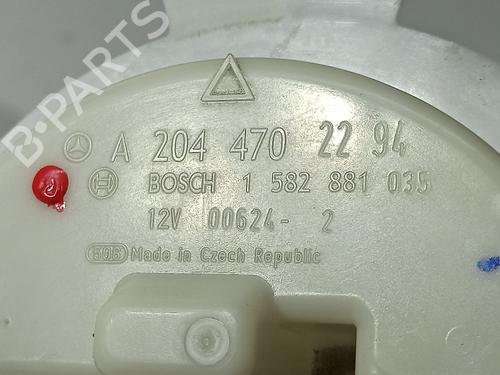 B-PARTS
A 204 470 22 94
BOSCH 1 582 881 035
12V 00624- 2
Made in Czech Republic